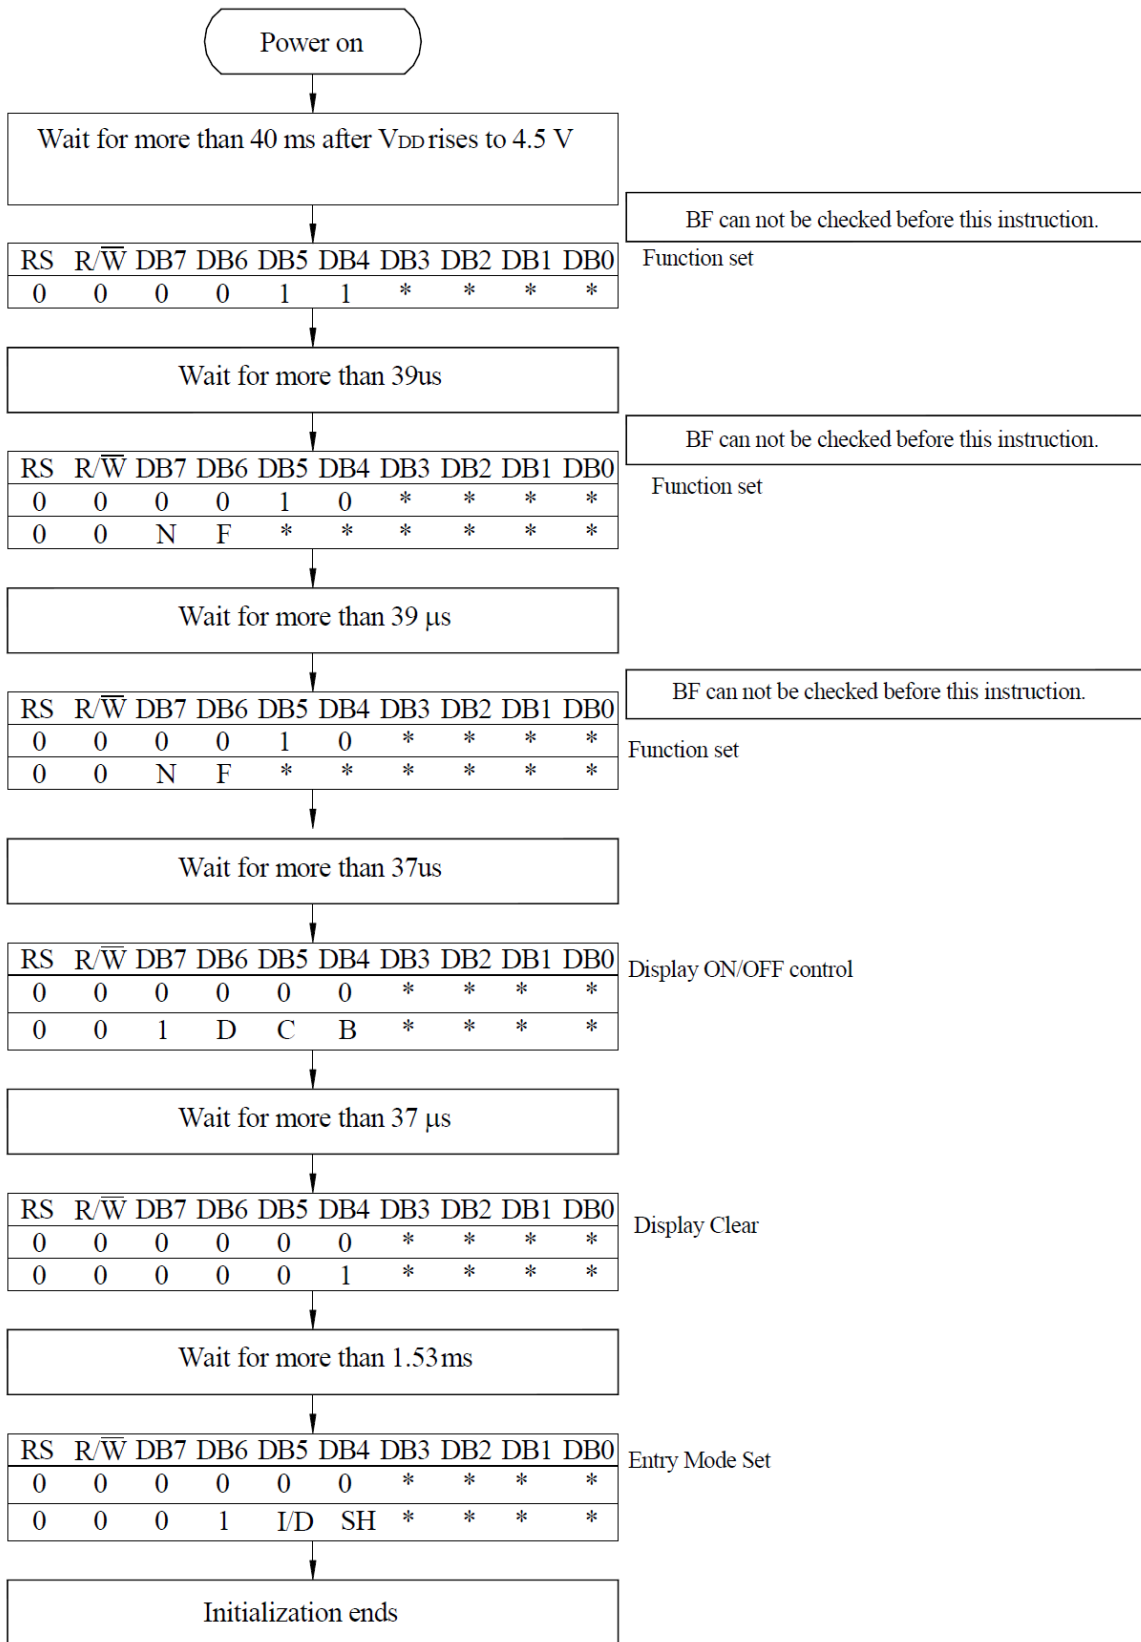 Power on
Wait for more than 40 ms after VDD rises to 4.5 V
BF can not be checked before this instruction.
RS R/W̅ DB7 DB6 DB5 DB4 DB3 DB2 DB1 DB0
Function set
0 0 0 0 1 1 * * * *
Wait for more than 39us
BF can not be checked before this instruction.
RS R/W̅ DB7 DB6 DB5 DB4 DB3 DB2 DB1 DB0
Function set
0 0 0 0 1 0 * * * *
0 0 N F * * * * * *
Wait for more than 39 μs
BF can not be checked before this instruction.
RS R/W̅ DB7 DB6 DB5 DB4 DB3 DB2 DB1 DB0
0 0 0 0 1 0 * * * *
Function set
0 0 N F * * * * * *
Wait for more than 37us
RS R/W̅ DB7 DB6 DB5 DB4 DB3 DB2 DB1 DB0
Display ON/OFF control
0 0 0 0 0 0 * * * *
0 0 1 D C B * * * *
Wait for more than 37 μs
RS R/W̅ DB7 DB6 DB5 DB4 DB3 DB2 DB1 DB0
Display Clear
0 0 0 0 0 0 * * * *
0 0 0 0 0 1 * * * *
Wait for more than 1.53ms
RS R/W̅ DB7 DB6 DB5 DB4 DB3 DB2 DB1 DB0
Entry Mode Set
0 0 0 0 0 0 * * * *
0 0 0 1 I/D SH * * * *
Initialization ends